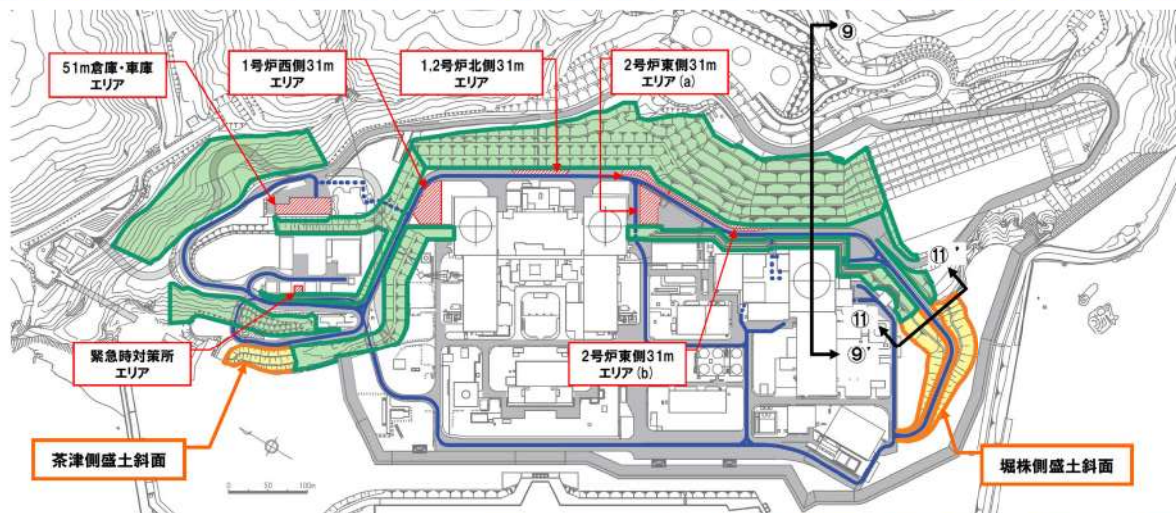 51m倉庫・車庫
エリア
1号炉西側31m
エリア
1,2号炉北側31m
エリア
2号炉東側31m
エリア(a)
⑨
⑪'
⑪
⑨'
緊急時対策所
エリア
2号炉東側31m
エリア(b)
茶津側盛土斜面
0 50 100m
堀株側盛土斜面